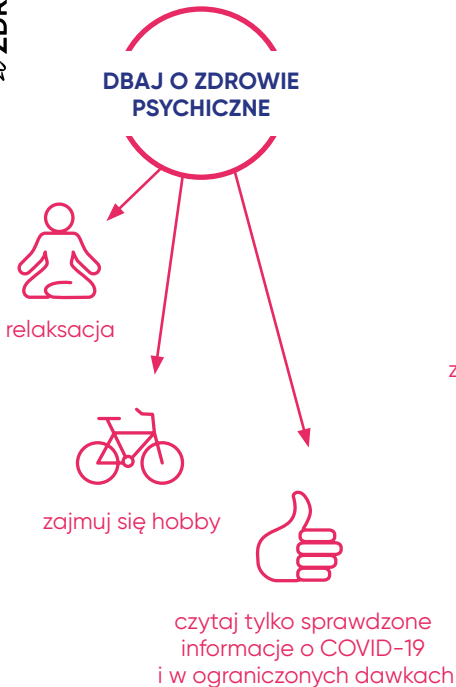 DBAJ O ZDROWIE
PSYCHICZNE
relaksacja
zajmuj się hobby
czytaj tylko sprawdzone
informacje o COVID-19
i w ograniczonych dawkach